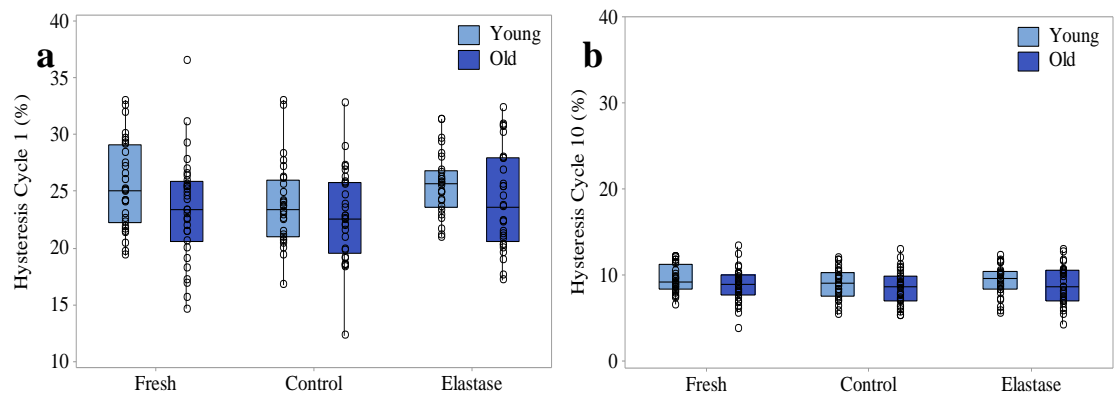 a
Hysteresis Cycle 1 (%)
40
35
30
25
20
15
10
Young
Old
Fresh Control Elastase
b
Hysteresis Cycle 10 (%)
40
30
20
10
0
Young
Old
Fresh Control Elastase